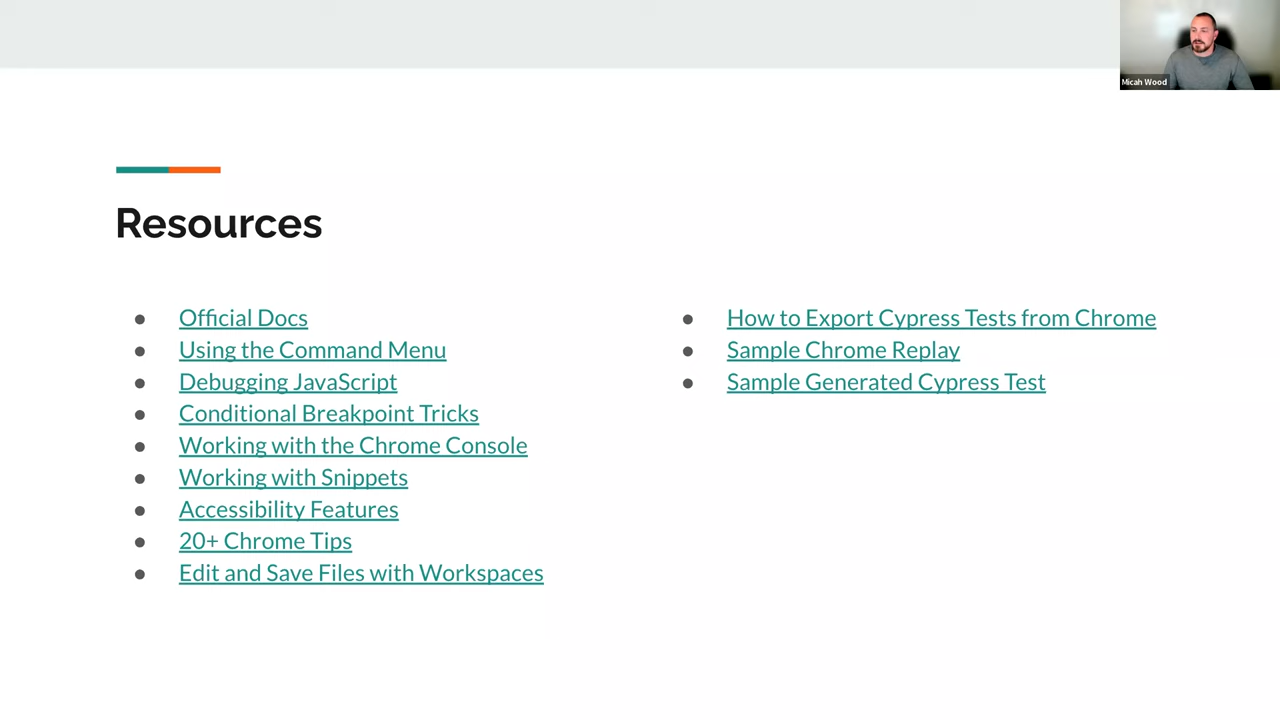 Micah Wood
Resources
● Official Docs
● Using the Command Menu
● Debugging JavaScript
● Conditional Breakpoint Tricks
● Working with the Chrome Console
● Working with Snippets
● Accessibility Features
● 20+ Chrome Tips
● Edit and Save Files with Workspaces
● How to Export Cypress Tests from Chrome
● Sample Chrome Replay
● Sample Generated Cypress Test